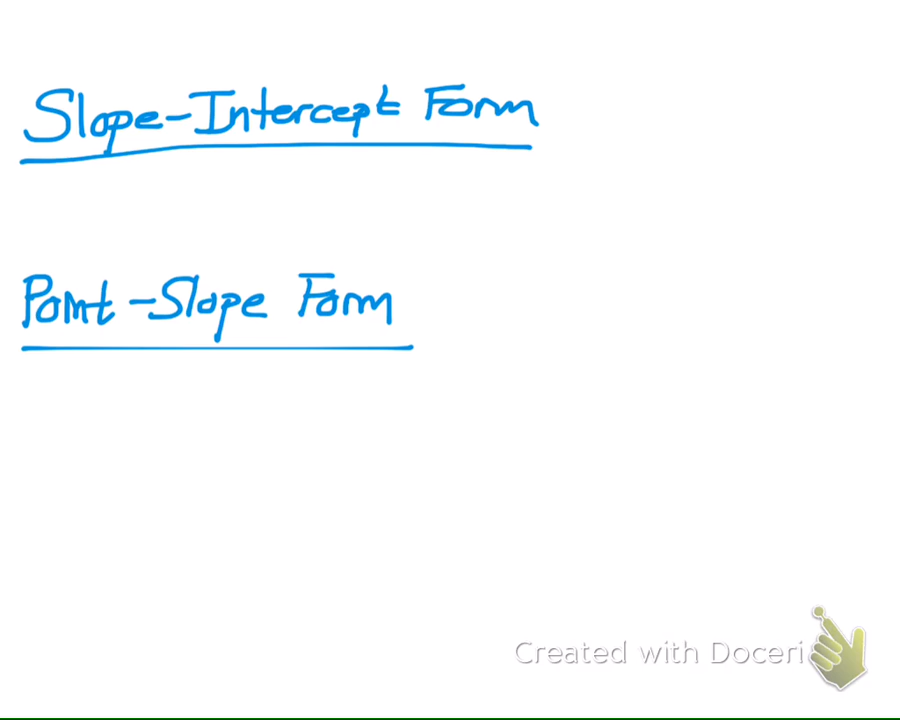 Slope-Intercept Form
Point-Slope Form
Created with Doceri